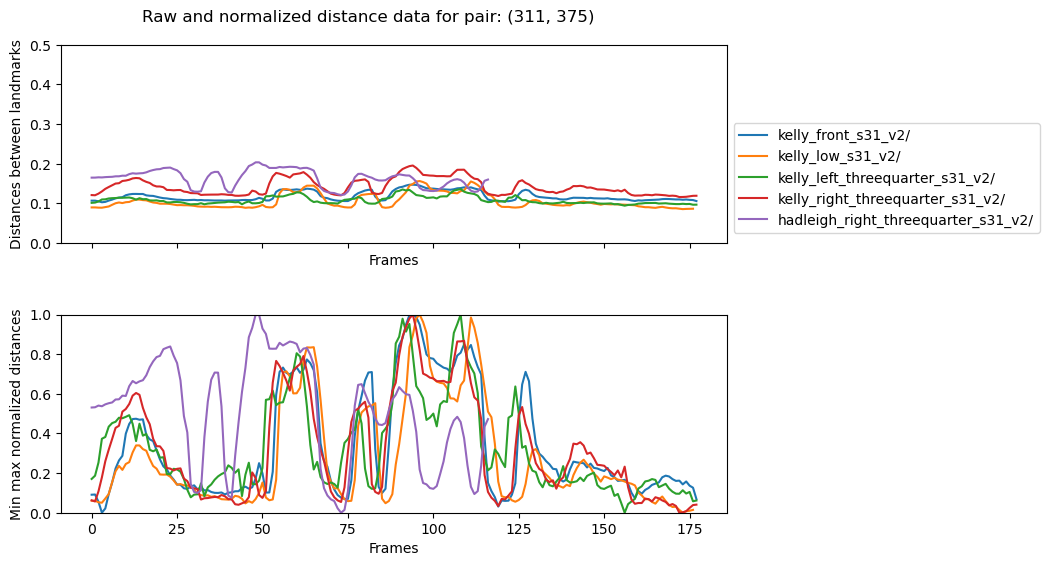 Raw and normalized distance data for pair: (311, 375)
Distances between landmarks
0.5
0.4
0.3
0.2
0.1
0.0
Frames
kelly_front_s31_v2/
kelly_low_s31_v2/
kelly_left_threequarter_s31_v2/
kelly_right_threequarter_s31_v2/
hadleigh_right_threequarter_s31_v2/
Min max normalized distances
1.0
0.8
0.6
0.4
0.2
0.0
0 25 50 75 100 125 150 175
Frames